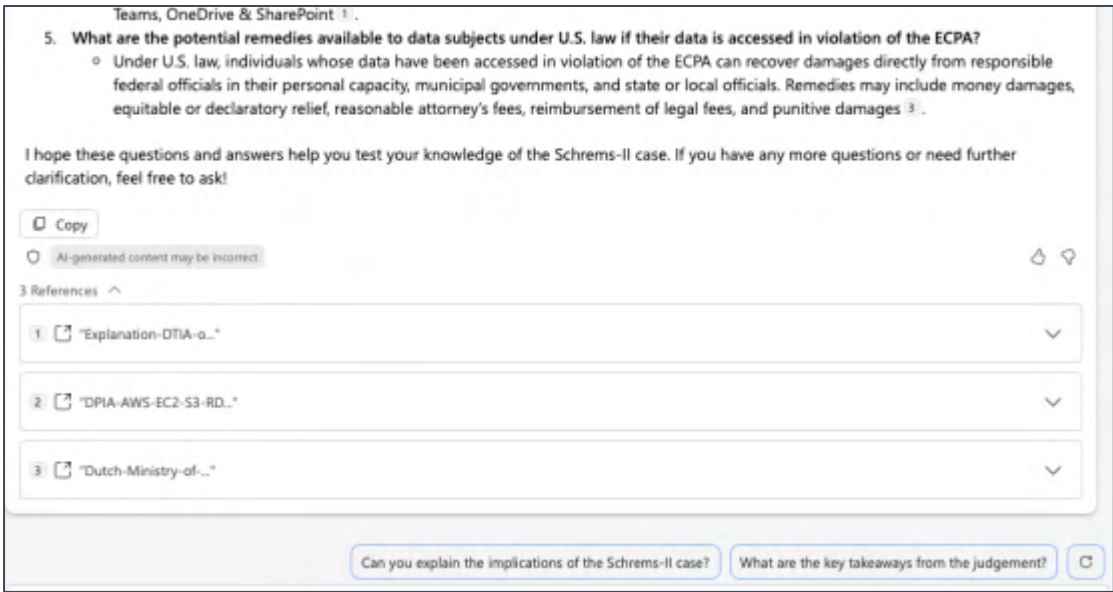 Teams, OneDrive & SharePoint 1 .
5. What are the potential remedies available to data subjects under U.S. law if their data is accessed in violation of the ECPA?
○ Under U.S. law, individuals whose data have been accessed in violation of the ECPA can recover damages directly from responsible
federal officials in their personal capacity, municipal governments, and state or local officials. Remedies may include money damages,
equitable or declaratory relief, reasonable attorney's fees, reimbursement of legal fees, and punitive damages 3 .
I hope these questions and answers help you test your knowledge of the Schrems-II case. If you have any more questions or need further
clarification, feel free to ask!
Copy
AI-generated content may be incorrect
3 References
1 "Explanation-DTIA-o..."
2 "DPIA-AWS-EC2-S3-RD..."
3 "Dutch-Ministry-of-..."
Can you explain the implications of the Schrems-II case? What are the key takeaways from the judgement?